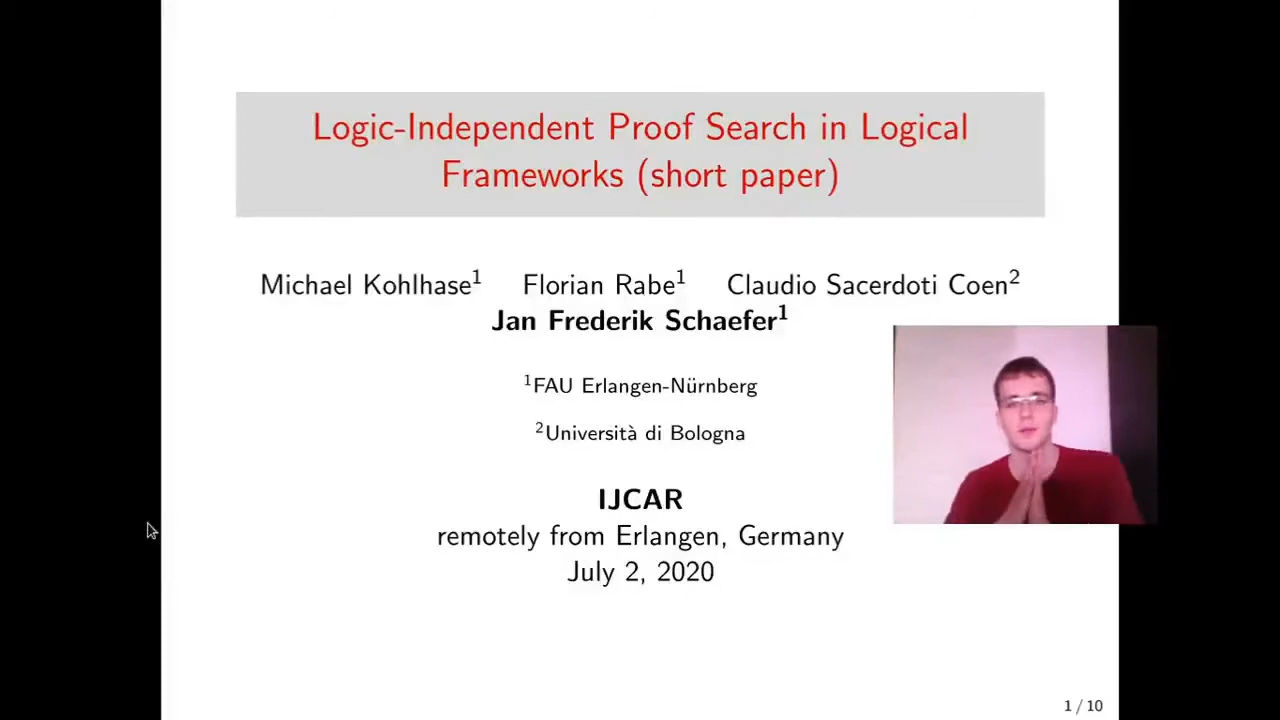 Logic-Independent Proof Search in Logical
Frameworks (short paper)
Michael Kohlhase¹ Florian Rabe¹ Claudio Sacerdoti Coen²
Jan Frederik Schaefer¹
¹FAU Erlangen-Nürnberg
²Università di Bologna
IJCAR
remotely from Erlangen, Germany
July 2, 2020
1 / 10